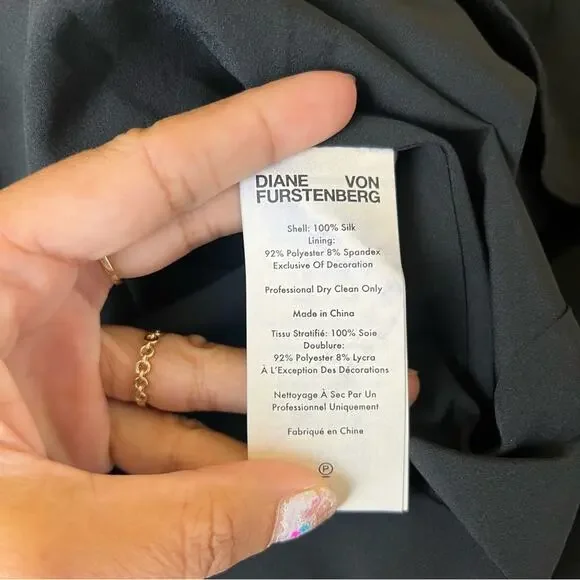 DIANE VON
FURSTENBERG
Shell: 100% Silk
Lining:
92% Polyester 8% Spandex
Exclusive Of Decoration
Professional Dry Clean Only
Made in China
Tissu Stratifié: 100% Soie
Doublure:
92% Polyester 8% Lycra
À L'Exception Des Décorations
Nettoyage À Sec Par Un
Professionnel Uniquement
Fabriqué en Chine
P